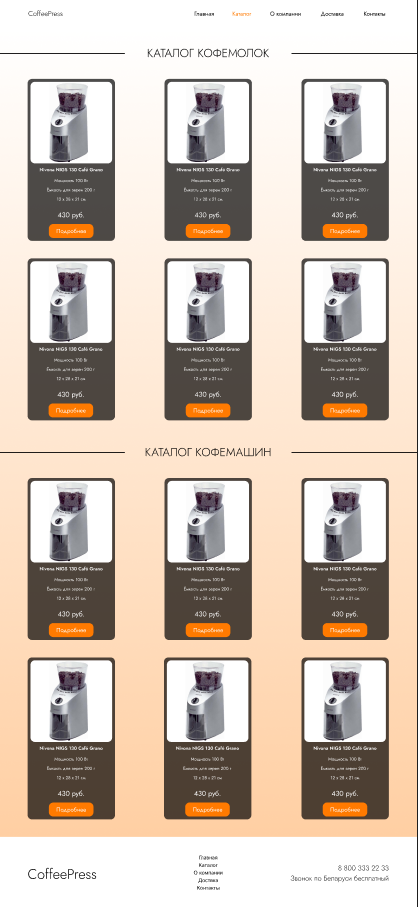 CoffeePress
Главная Каталог О компании Доставка Контакты
КАТАЛОГ КОФЕМОЛОК
Nivona NIGS 130 Café Grano Nivona NIGS 130 Café Grano Nivona NIGS 130 Café Grano
Мощность 100 Вт Мощность 100 Вт Мощность 100 Вт
Ёмкость для зерен 200 г Ёмкость для зерен 200 г Ёмкость для зерен 200 г
12 x 28 x 21 см 12 x 28 x 21 см 12 x 28 x 21 см
430 руб. 430 руб. 430 руб.
Подробнее Подробнее Подробнее
Nivona NIGS 130 Café Grano Nivona NIGS 130 Café Grano Nivona NIGS 130 Café Grano
Мощность 100 Вт Мощность 100 Вт Мощность 100 Вт
Ёмкость для зерен 200 г Ёмкость для зерен 200 г Ёмкость для зерен 200 г
12 x 28 x 21 см 12 x 28 x 21 см 12 x 28 x 21 см
430 руб. 430 руб. 430 руб.
Подробнее Подробнее Подробнее
КАТАЛОГ КОФЕМАШИН
Nivona NIGS 130 Café Grano Nivona NIGS 130 Café Grano Nivona NIGS 130 Café Grano
Мощность 100 Вт Мощность 100 Вт Мощность 100 Вт
Ёмкость для зерен 200 г Ёмкость для зерен 200 г Ёмкость для зерен 200 г
12 x 28 x 21 см 12 x 28 x 21 см 12 x 28 x 21 см
430 руб. 430 руб. 430 руб.
Подробнее Подробнее Подробнее
Nivona NIGS 130 Café Grano Nivona NIGS 130 Café Grano Nivona NIGS 130 Café Grano
Мощность 100 Вт Мощность 100 Вт Мощность 100 Вт
Ёмкость для зерен 200 г Ёмкость для зерен 200 г Ёмкость для зерен 200 г
12 x 28 x 21 см 12 x 28 x 21 см 12 x 28 x 21 см
430 руб. 430 руб. 430 руб.
Подробнее Подробнее Подробнее
CoffeePress
Главная
Каталог
О компании
Доставка
Контакты
8 800 333 22 33
Звонок по Беларуси бесплатный